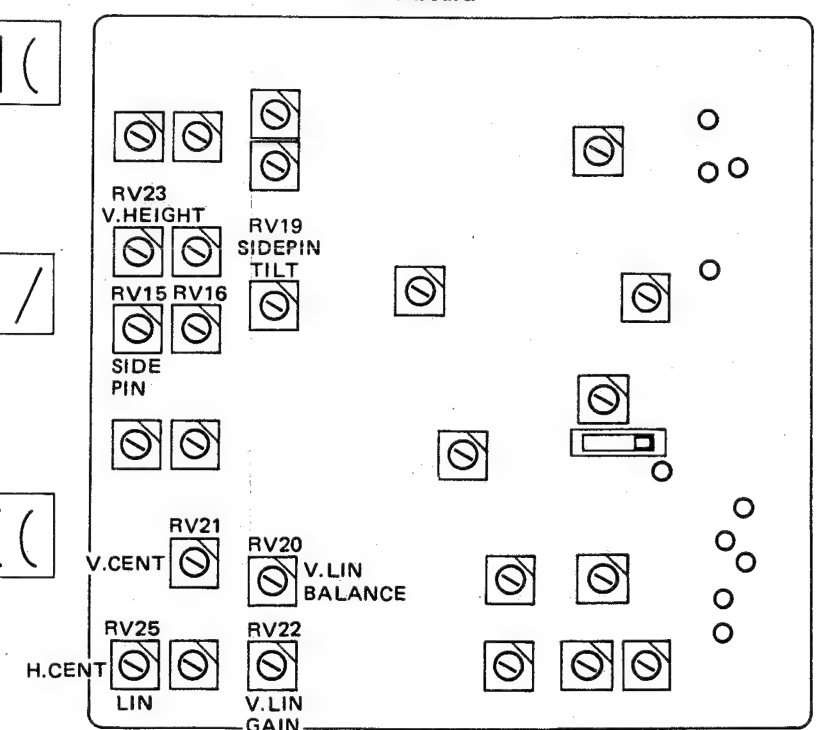 RV23
V.HEIGHT
RV19
SIDEPIN
TILT
RV15 RV16
SIDE
PIN
RV21
V.CENT
RV20
V.LIN
BALANCE
RV25
H.CENT
LIN
RV22
V.LIN
GAIN